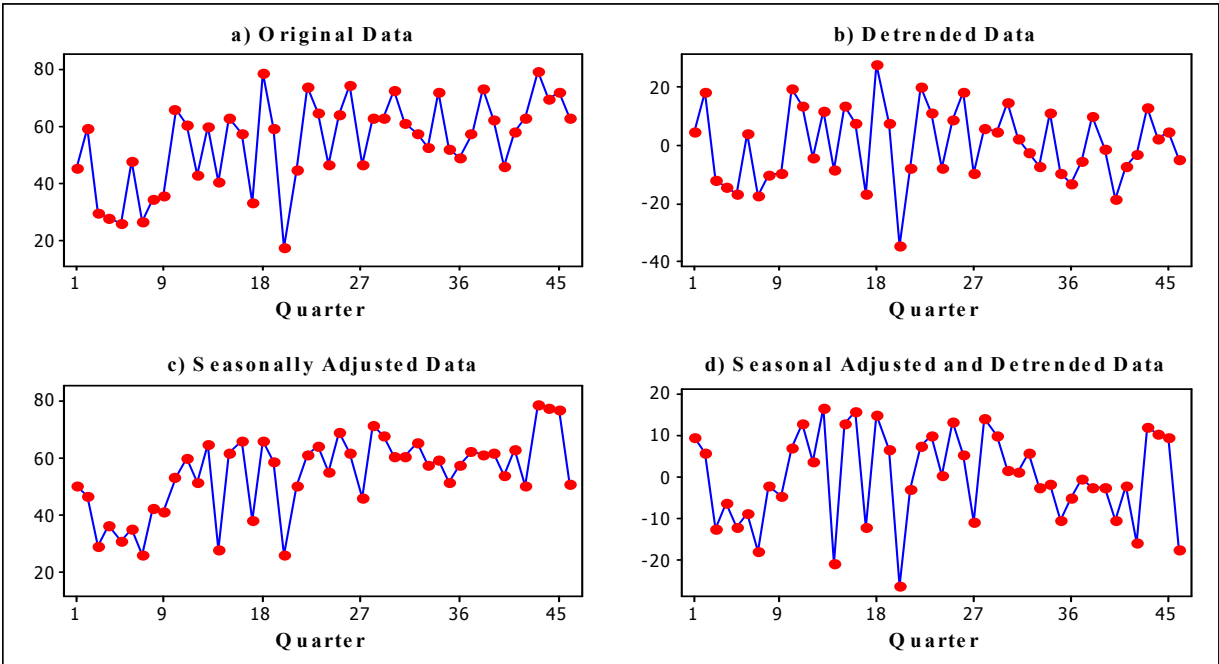 a) Original Data
80
60
40
20
1 9 18 27 36 45
Quarter
b) Detrended Data
20
0
-20
-40
1 9 18 27 36 45
Quarter
c) Seasonally Adjusted Data
80
60
40
20
1 9 18 27 36 45
Quarter
d) Seasonal Adjusted and Detrended Data
20
10
0
-10
-20
1 9 18 27 36 45
Quarter